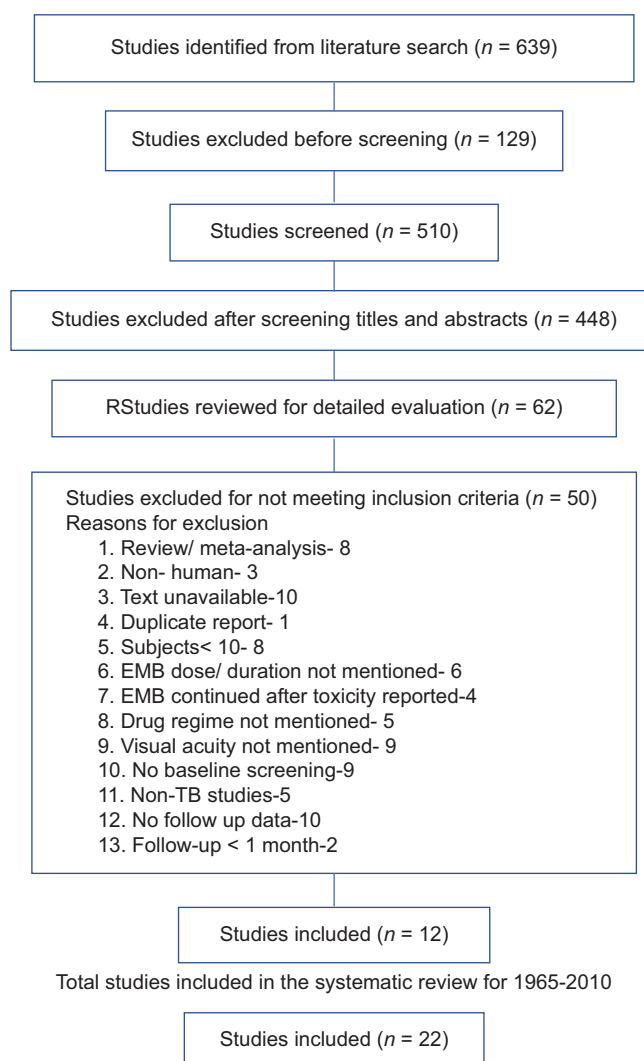 Studies identified from literature search (n = 639)
Studies excluded before screening (n = 129)
Studies screened (n = 510)
Studies excluded after screening titles and abstracts (n = 448)
RStudies reviewed for detailed evaluation (n = 62)
Studies excluded for not meeting inclusion criteria (n = 50)
Reasons for exclusion
1. Review/ meta-analysis- 8
2. Non- human- 3
3. Text unavailable-10
4. Duplicate report- 1
5. Subjects< 10- 8
6. EMB dose/ duration not mentioned- 6
7. EMB continued after toxicity reported-4
8. Drug regime not mentioned- 5
9. Visual acuity not mentioned- 9
10. No baseline screening-9
11. Non-TB studies-5
12. No follow up data-10
13. Follow-up < 1 month-2
Studies included (n = 12)
Total studies included in the systematic review for 1965-2010
Studies included (n = 22)